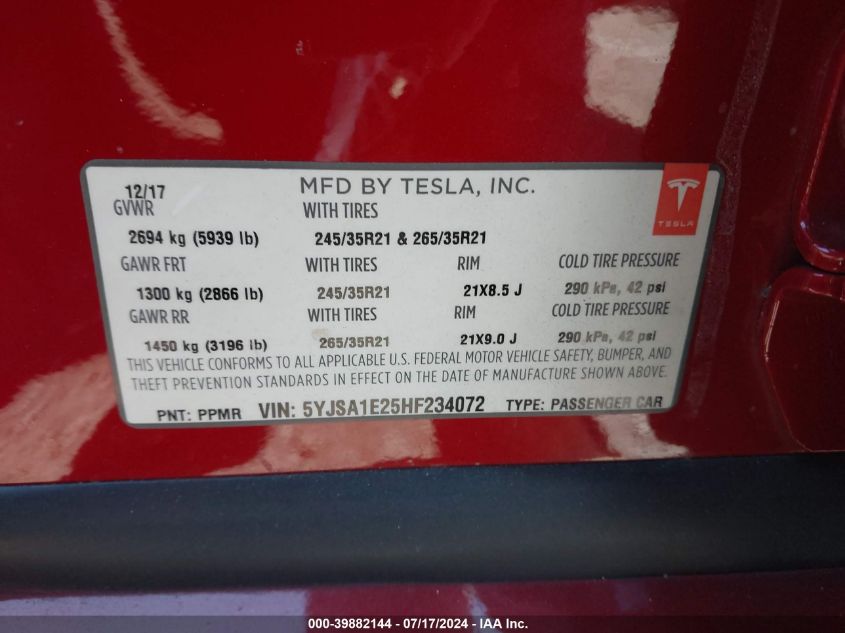 12/17 MFD BY TESLA, INC.
TESLA
GVWR WITH TIRES
2694 kg (5939 lb) 245/35R21 & 265/35R21
GAWR FRT WITH TIRES RIM COLD TIRE PRESSURE
1300 kg (2866 lb) 245/35R21 21X8.5 J 290 kPa, 42 psi
GAWR RR WITH TIRES RIM COLD TIRE PRESSURE
1450 kg (3196 lb) 265/35R21 21X9.0 J 290 kPa, 42 psi
THIS VEHICLE CONFORMS TO ALL APPLICABLE U.S. FEDERAL MOTOR VEHICLE SAFETY, BUMPER, AND
THEFT PREVENTION STANDARDS IN EFFECT ON THE DATE OF MANUFACTURE SHOWN ABOVE.
PNT: PPMR VIN: 5YJSA1E25HF234072 TYPE: PASSENGER CAR
000-39882144 - 07/17/2024 - IAA Inc.